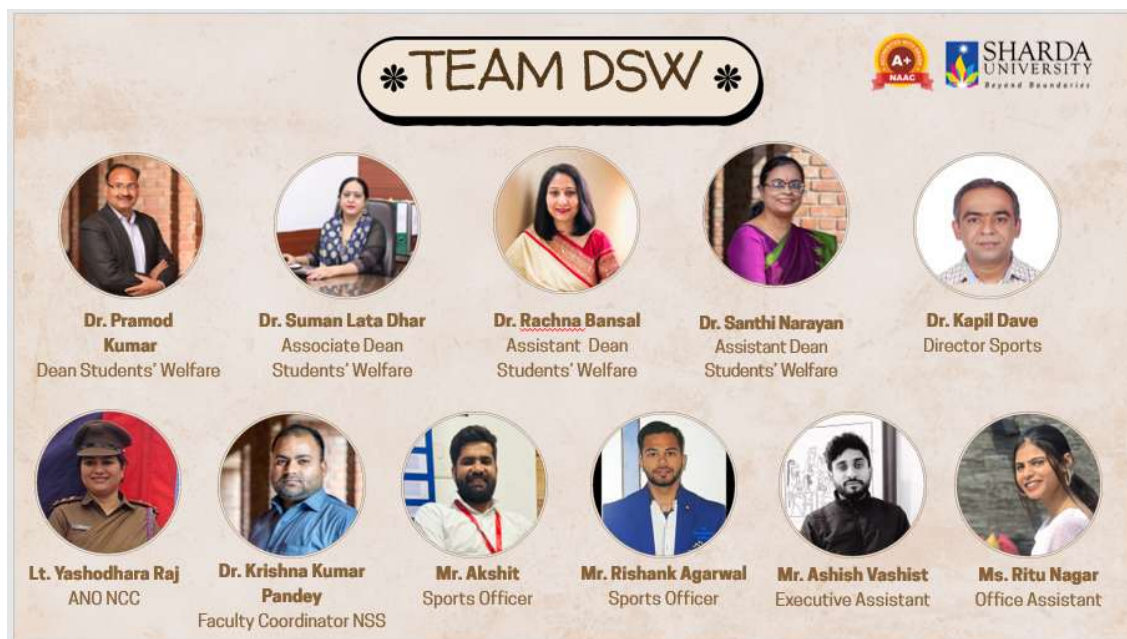 TEAM DSW
A+
NAAC
SHARDA
UNIVERSITY
Beyond Boundaries
Dr. Pramod
Kumar
Dean Students' Welfare
Dr. Suman Lata Dhar
Associate Dean
Students' Welfare
Dr. Rachna Bansal
Assistant Dean
Students' Welfare
Dr. Santhi Narayan
Assistant Dean
Students' Welfare
Dr. Kapil Dave
Director Sports
Lt. Yashodhara Raj
ANO NCC
Dr. Krishna Kumar
Pandey
Faculty Coordinator NSS
Mr. Akshit
Sports Officer
Mr. Rishank Agarwal
Sports Officer
Mr. Ashish Vashist
Executive Assistant
Ms. Ritu Nagar
Office Assistant